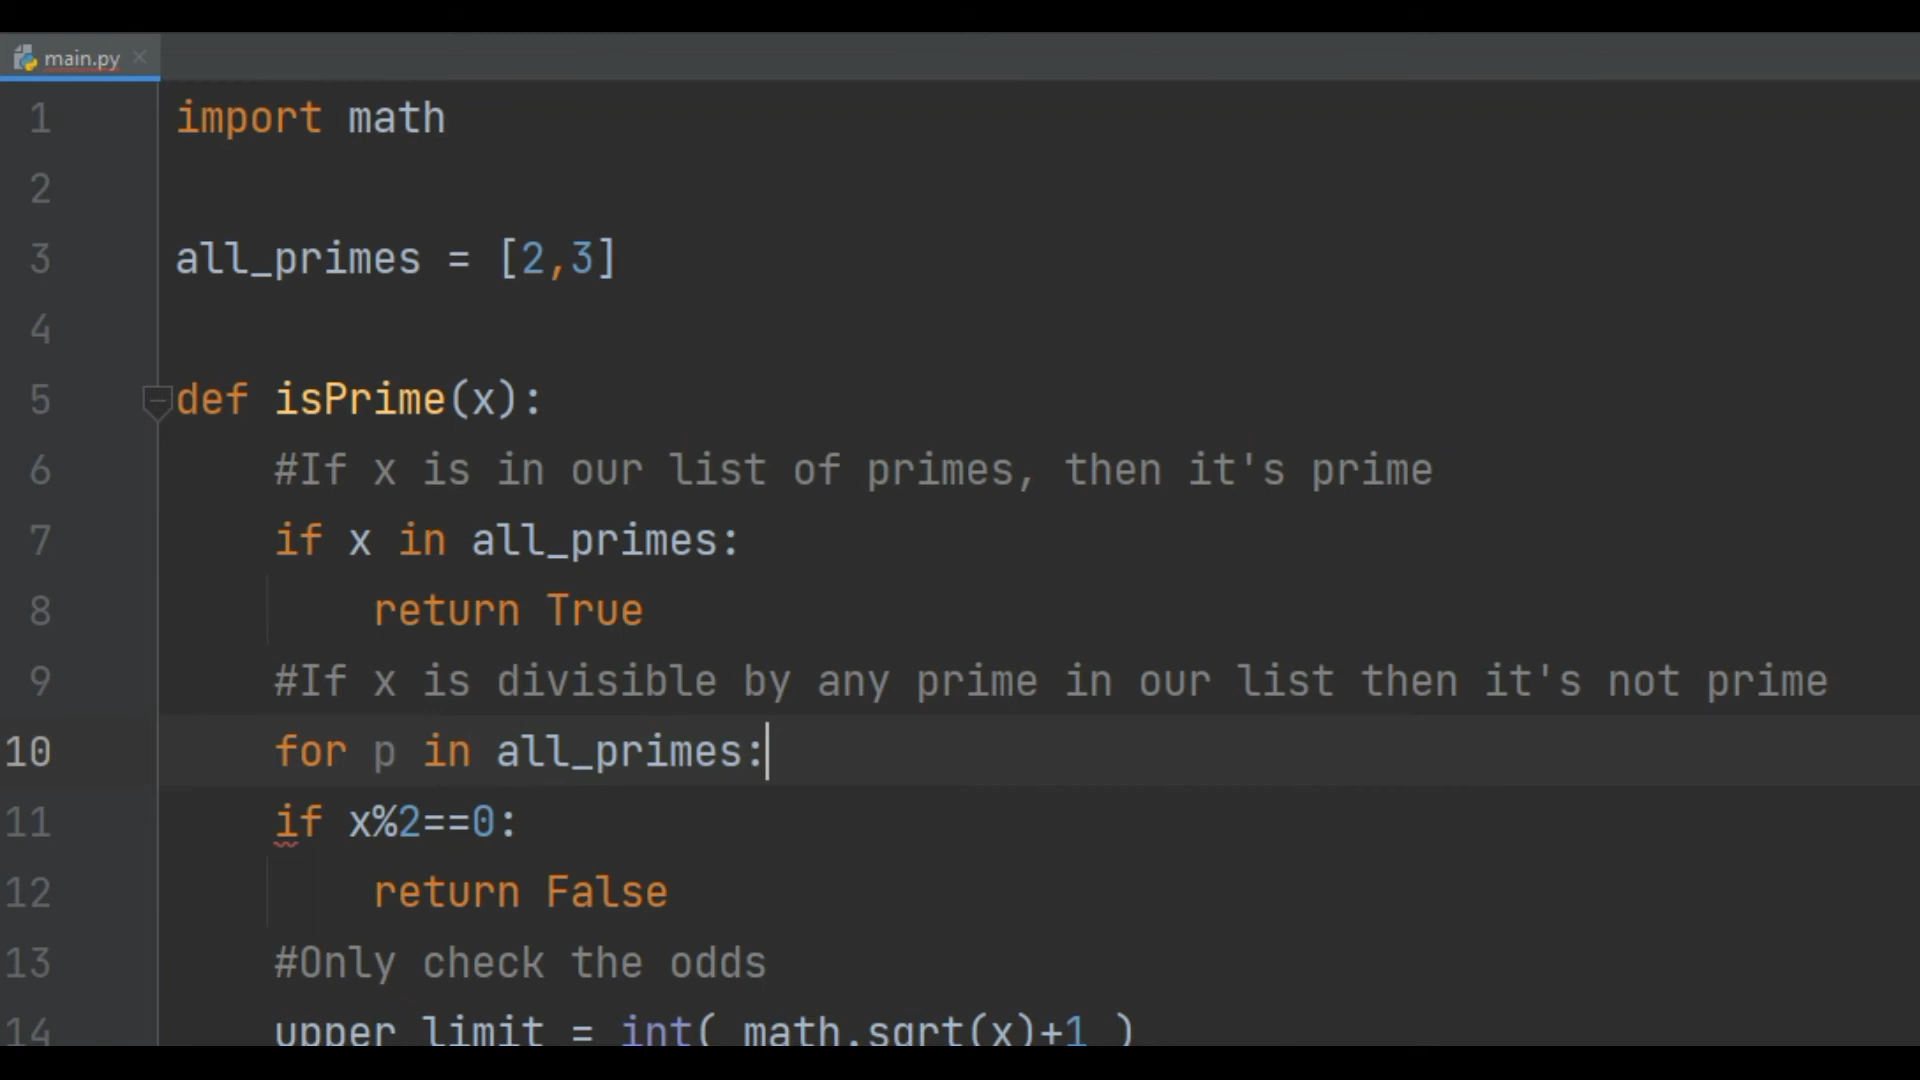 main.py
1 import math
2
3 all_primes = [2,3]
4
5 def isPrime(x):
6 #If x is in our list of primes, then it's prime
7 if x in all_primes:
8 return True
9 #If x is divisible by any prime in our list then it's not prime
10 for p in all_primes:
11 if x%2==0:
12 return False
13 #Only check the odds
14 upper_limit = int( math.sqrt(x)+1 )